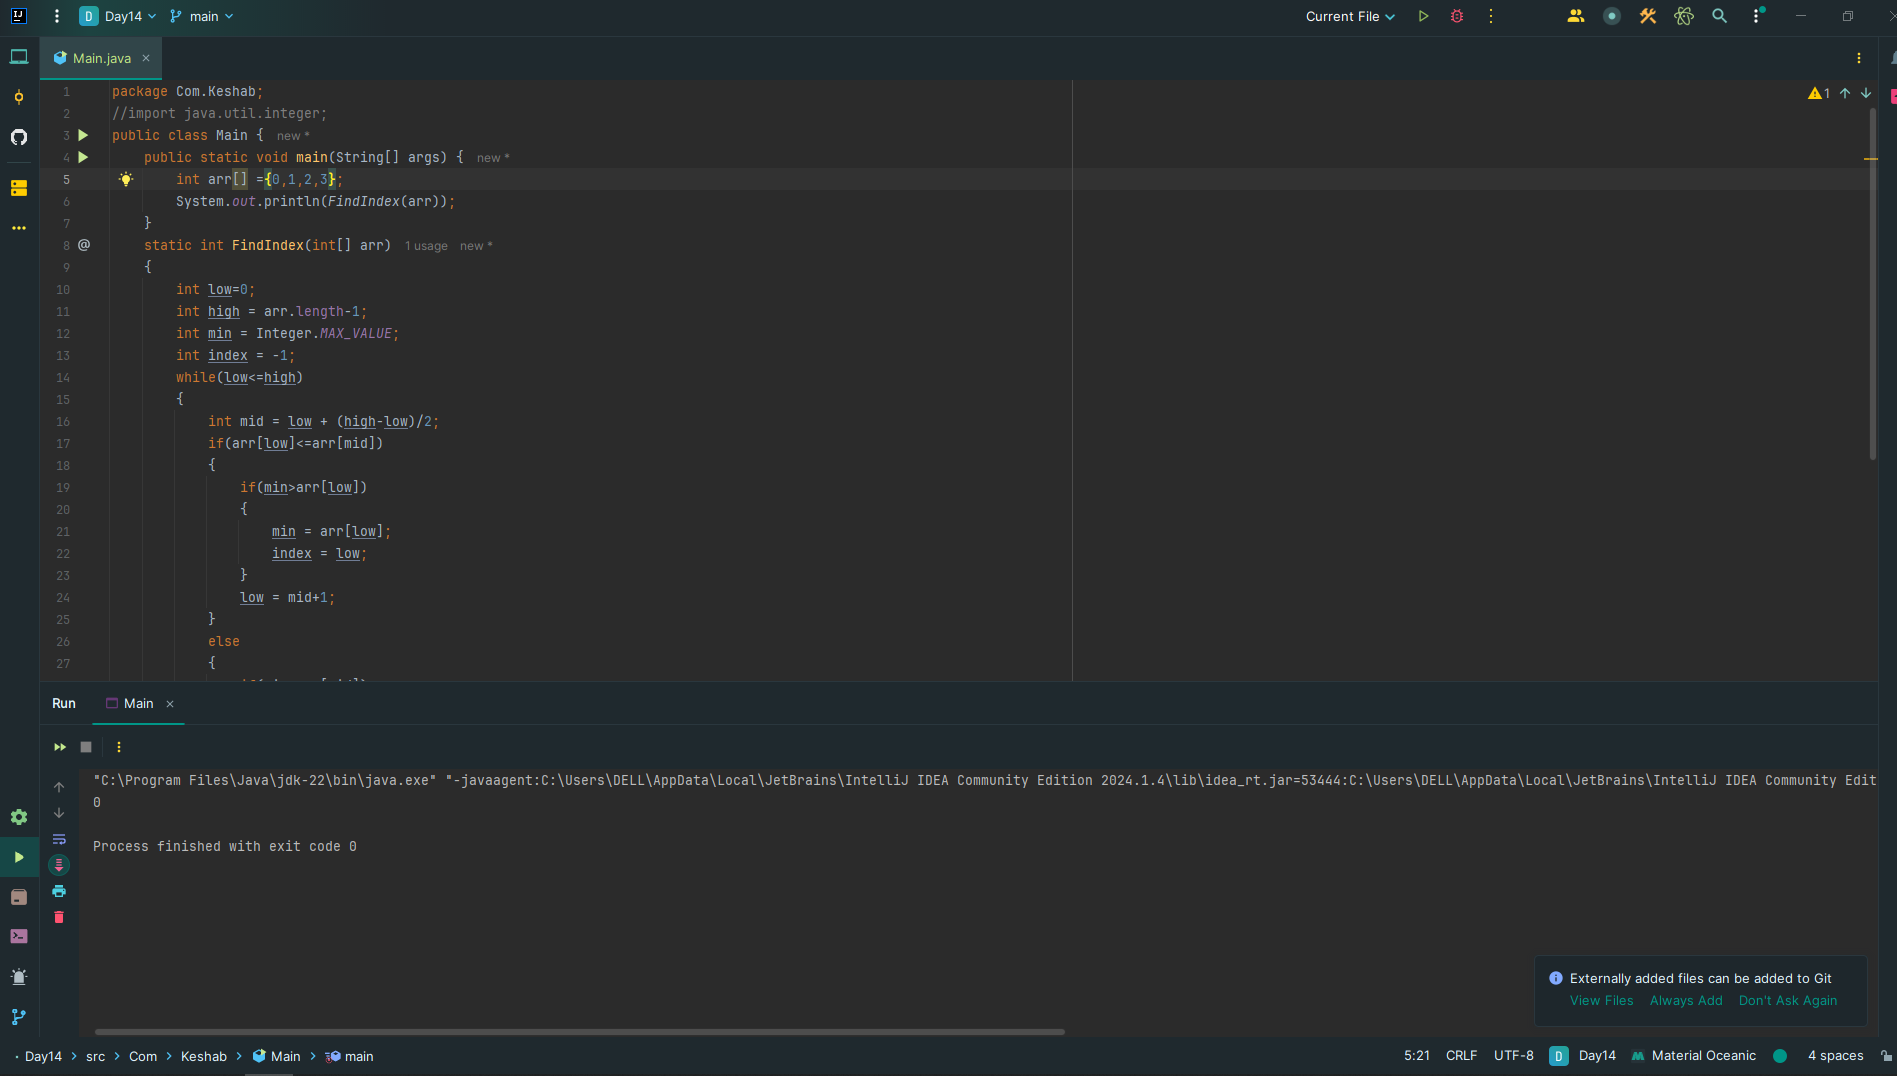 D Day14 main Current File
Main.java
1 package Com.Keshab;
2 //import java.util.integer;
3 public class Main { new *
4 public static void main(String[] args) { new *
5 int arr[] ={0,1,2,3};
6 System.out.println(FindIndex(arr));
7 }
8 @ static int FindIndex(int[] arr) 1 usage new *
9 {
10 int low=0;
11 int high = arr.length-1;
12 int min = Integer.MAX_VALUE;
13 int index = -1;
14 while(low<=high)
15 {
16 int mid = low + (high-low)/2;
17 if(arr[low]<=arr[mid])
18 {
19 if(min>arr[low])
20 {
21 min = arr[low];
22 index = low;
23 }
24 low = mid+1;
25 }
26 else
27 {
1
Run Main
"C:\Program Files\Java\jdk-22\bin\java.exe" "-javaagent:C:\Users\DELL\AppData\Local\JetBrains\IntelliJ IDEA Community Edition 2024.1.4\lib\idea_rt.jar=53444:C:\Users\DELL\AppData\Local\JetBrains\IntelliJ IDEA Community Edit
0
Process finished with exit code 0
Externally added files can be added to Git
View Files Always Add Don't Ask Again
Day14 > src > Com > Keshab > Main > main 5:21 CRLF UTF-8 D Day14 Material Oceanic 4 spaces